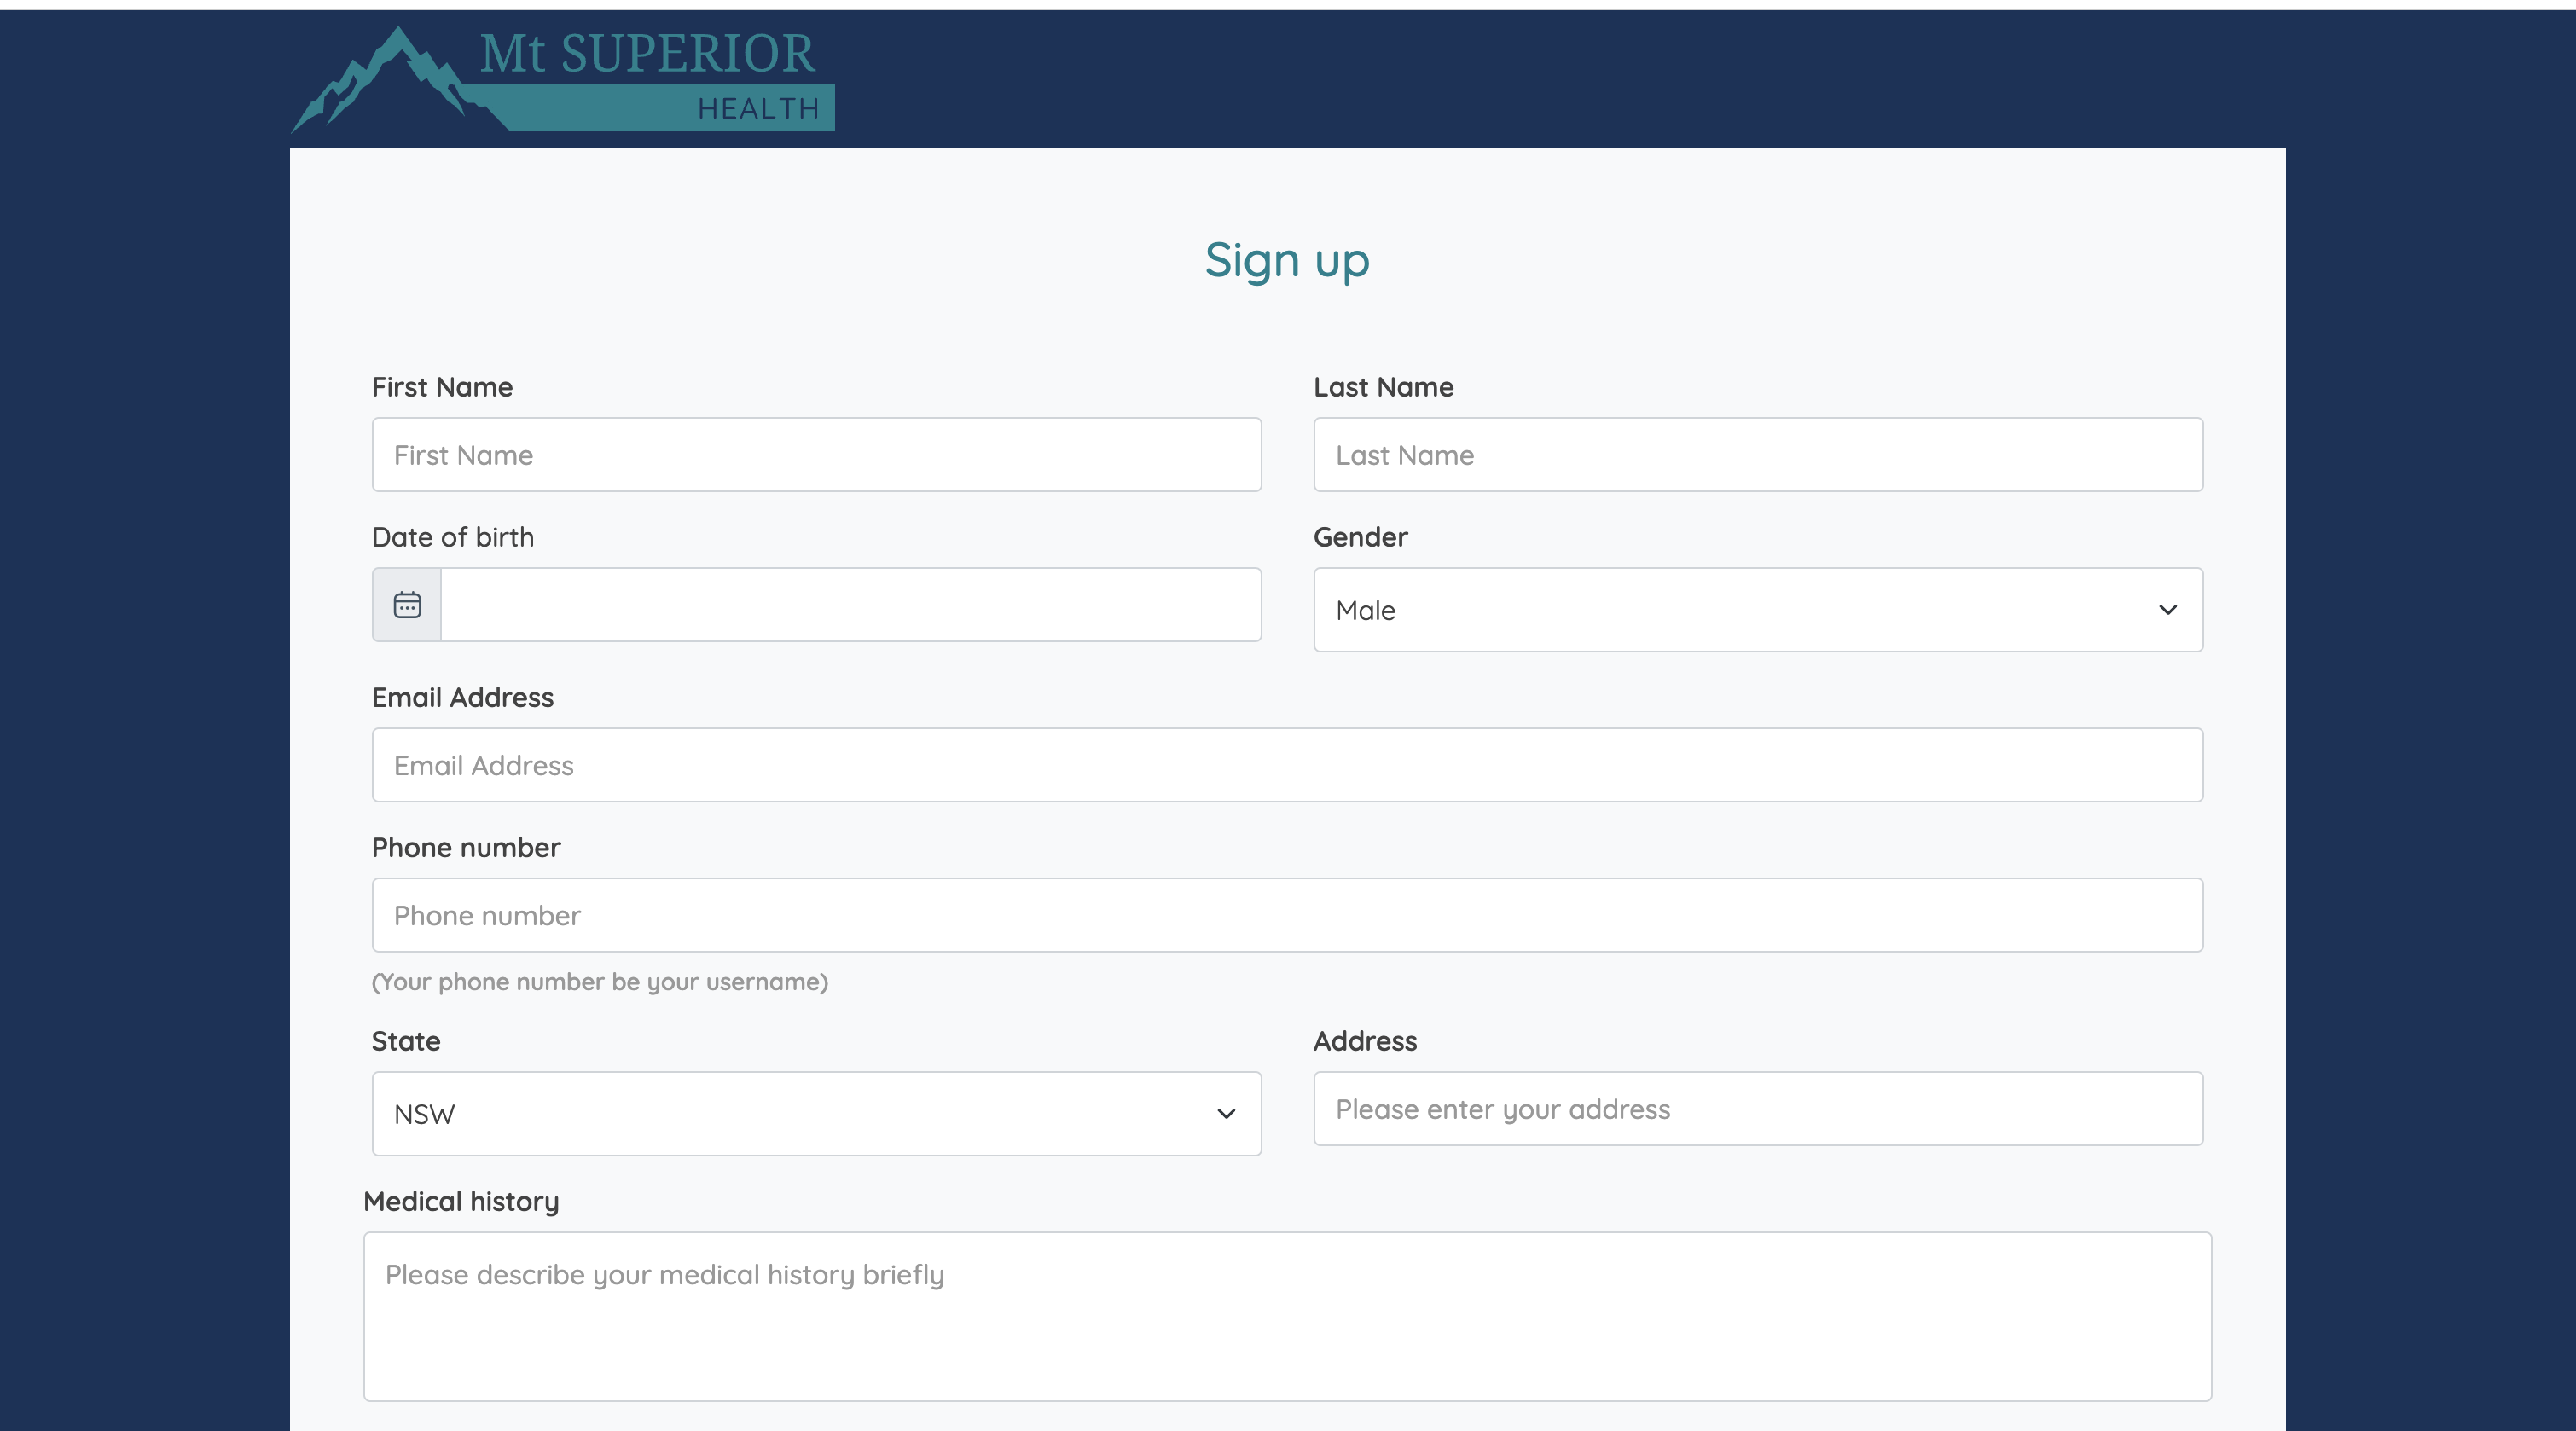 Mt SUPERIOR
HEALTH
Sign up
First Name
Last Name
First Name
Last Name
Date of birth
Gender
Male
Email Address
Email Address
Phone number
Phone number
(Your phone number be your username)
State
Address
NSW
Please enter your address
Medical history
Please describe your medical history briefly